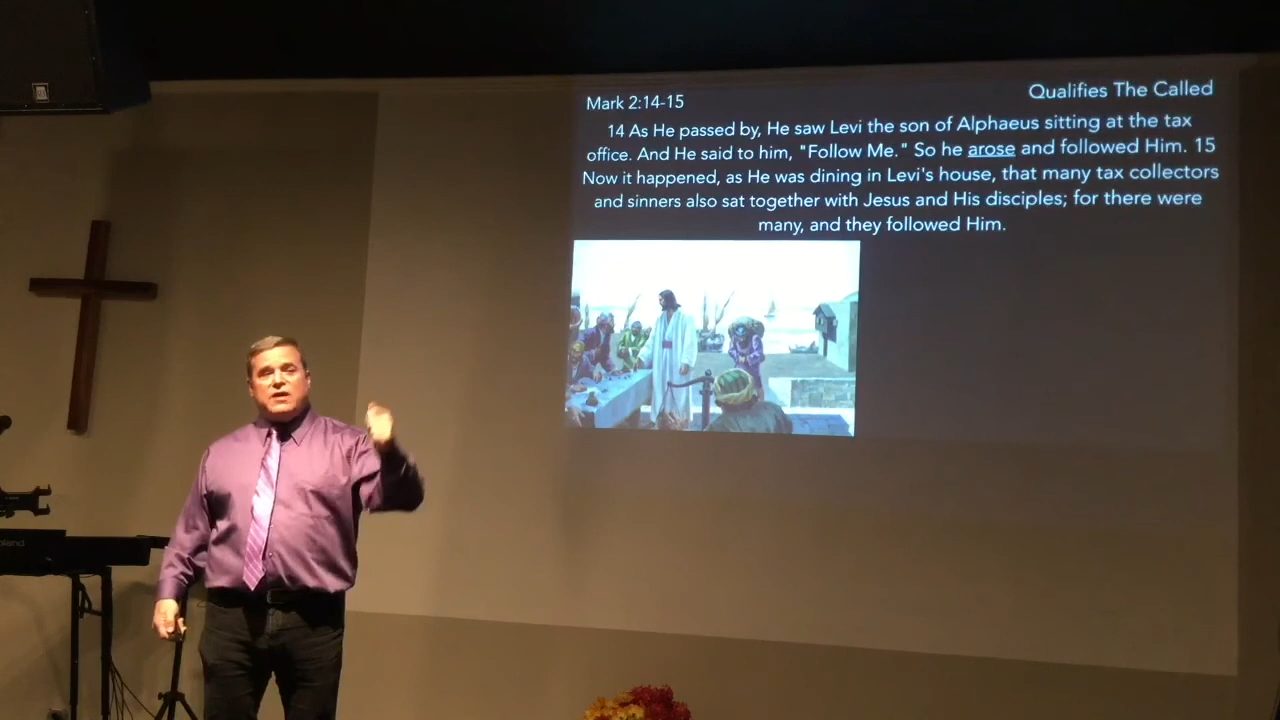 Mark 2:14-15
Qualifies The Called
14 As He passed by, He saw Levi the son of Alphaeus sitting at the tax
office. And He said to him, "Follow Me." So he arose and followed Him. 15
Now it happened, as He was dining in Levi's house, that many tax collectors
and sinners also sat together with Jesus and His disciples; for there were
many, and they followed Him.